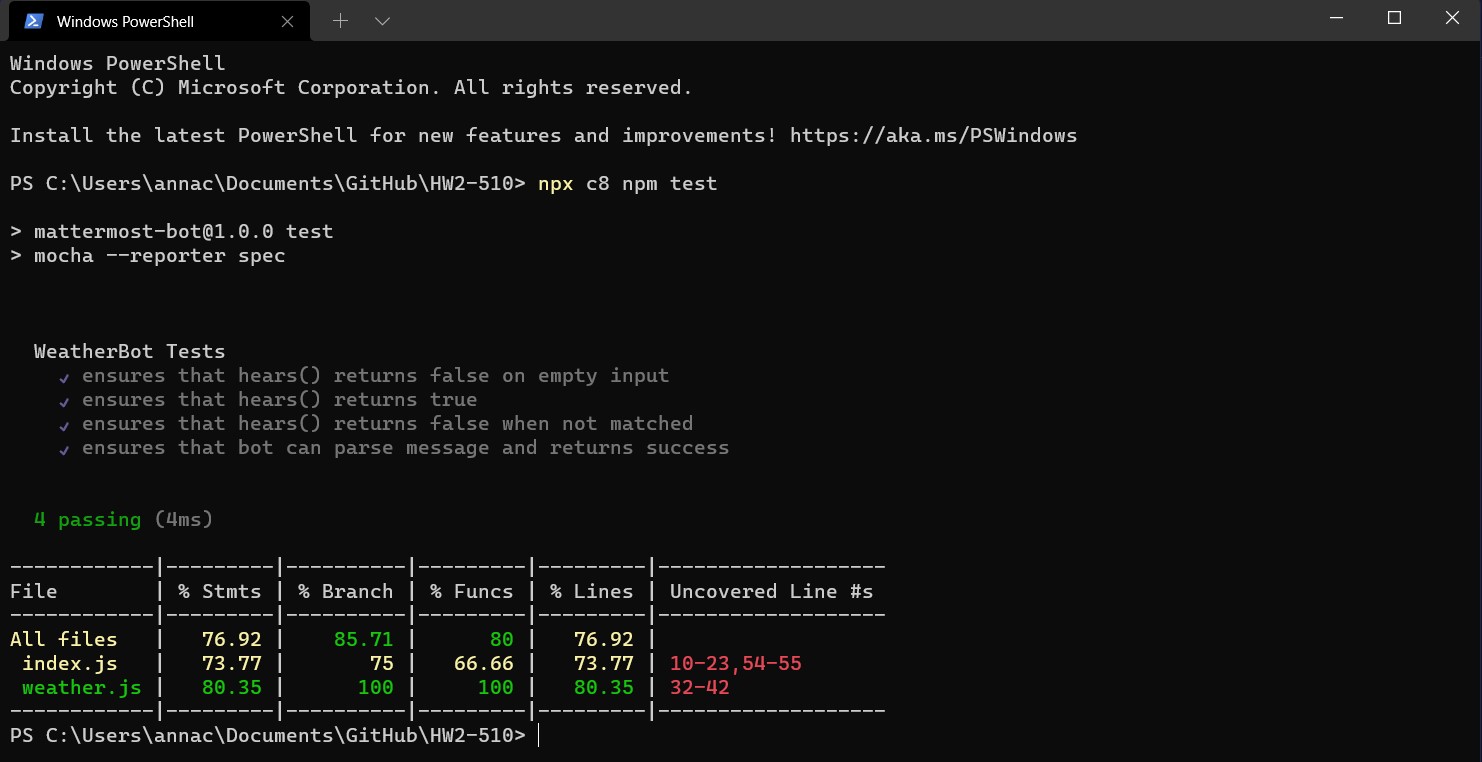 Windows PowerShell
Windows PowerShell
Copyright (C) Microsoft Corporation. All rights reserved.
Install the latest PowerShell for new features and improvements! https://aka.ms/PSWindows
PS C:\Users\annac\Documents\GitHub\HW2-510> npx c8 npm test
> mattermost-bot@1.0.0 test
> mocha --reporter spec
WeatherBot Tests
✓ ensures that hears() returns false on empty input
✓ ensures that hears() returns true
✓ ensures that hears() returns false when not matched
✓ ensures that bot can parse message and returns success
4 passing (4ms)
------------|---------|----------|---------|---------|-------------------
File        | % Stmts | % Branch | % Funcs | % Lines | Uncovered Line #s
------------|---------|----------|---------|---------|-------------------
All files   |   76.92 |    85.71 |      80 |   76.92 |
 index.js   |   73.77 |       75 |   66.66 |   73.77 | 10-23,54-55
 weather.js |   80.35 |      100 |     100 |   80.35 | 32-42
------------|---------|----------|---------|---------|-------------------
PS C:\Users\annac\Documents\GitHub\HW2-510>